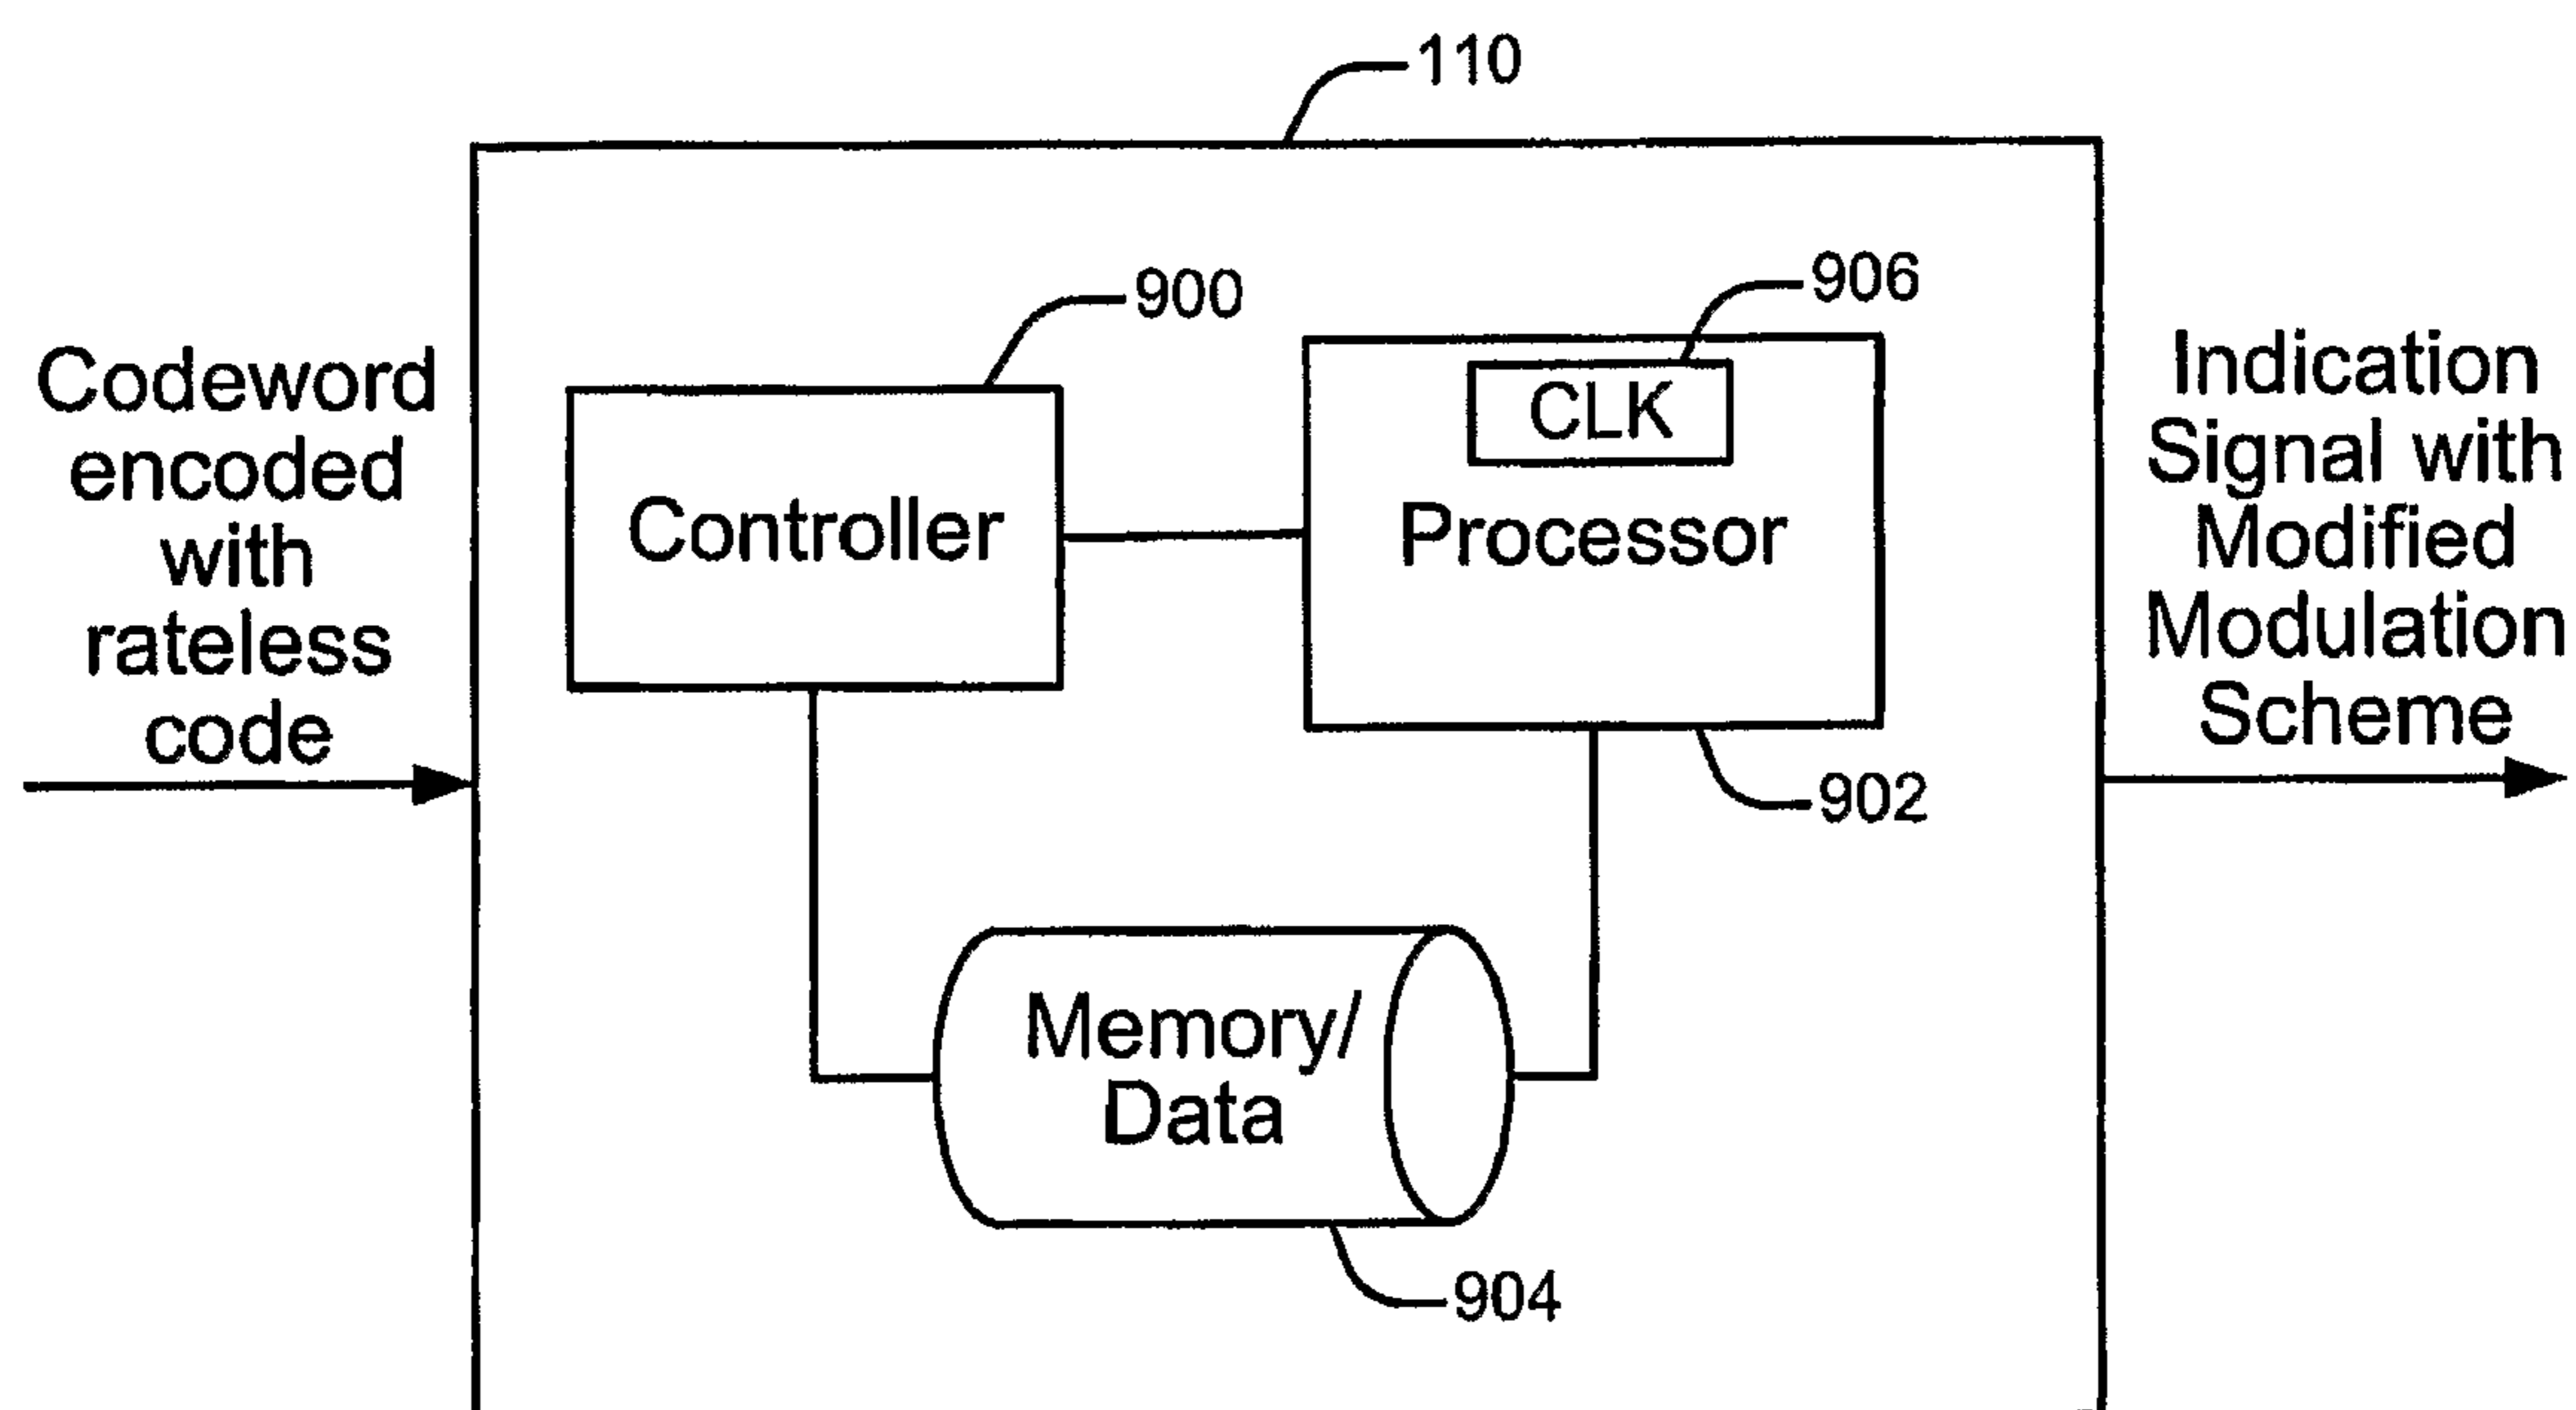 110
900
906
Codeword
encoded
with
rateless
code
Controller
CLK
Processor
Indication
Signal with
Modified
Modulation
Scheme
902
Memory/
Data
904